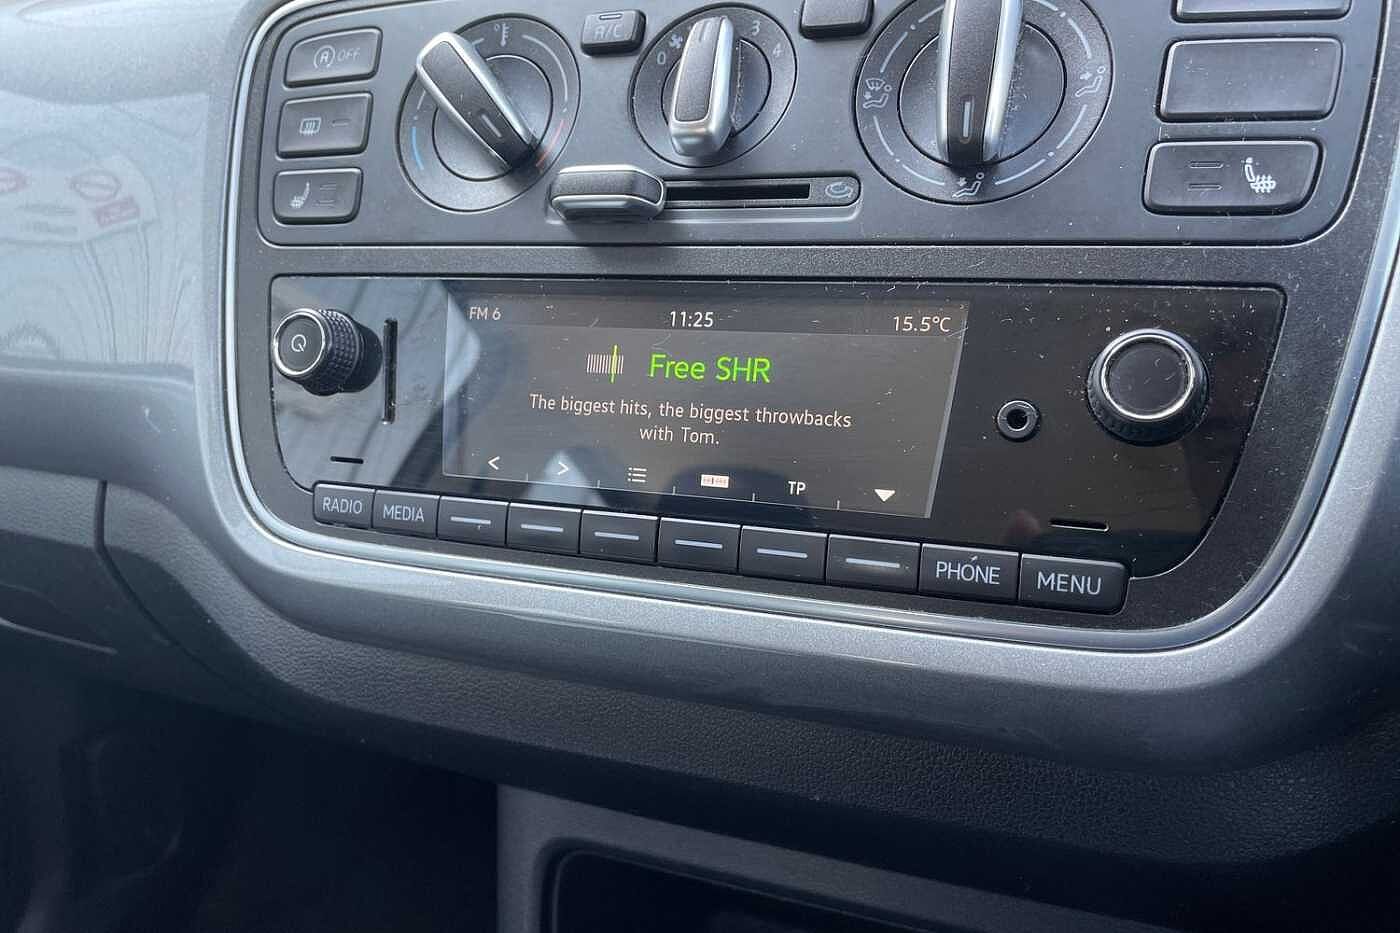 OFF
A/C
0
3
4
FM 6
11:25
15.5°C
Free SHR
The biggest hits, the biggest throwbacks
with Tom.
< >
TP
RADIO
MEDIA
PHONE
MENU